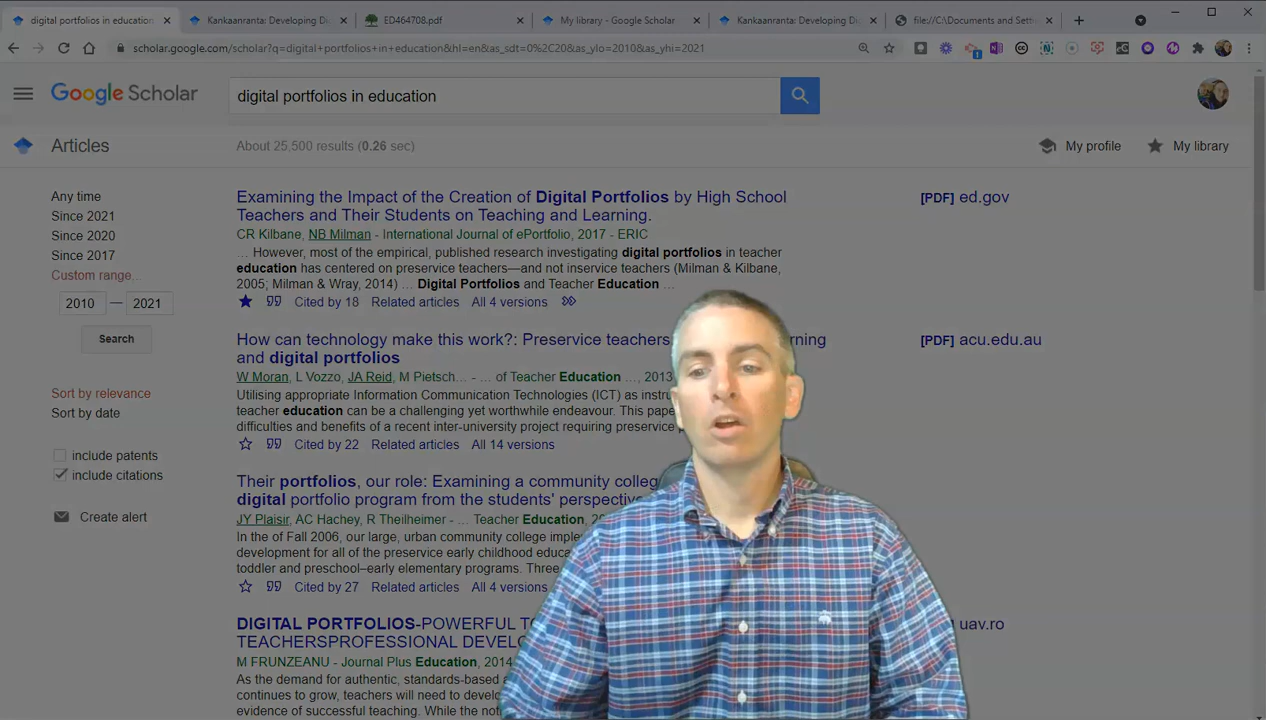 digital portfolios in education
Kankaanranta: Developing Di
ED464708.pdf
My library - Google Scholar
Kankaanranta: Developing Di
file://C:\Documents and Setti
scholar.google.com/scholar?q=digital+portfolios+in+education&hl=en&as_sdt=0%2C20&as_ylo=2010&as_yhi=2021
Google Scholar
digital portfolios in education
Articles
About 25,500 results (0.26 sec)
My profile
My library
Any time
Since 2021
Since 2020
Since 2017
Custom range...
2010 — 2021
Search
Sort by relevance
Sort by date
include patents
include citations
Create alert
Examining the Impact of the Creation of Digital Portfolios by High School
Teachers and Their Students on Teaching and Learning.
CR Kilbane, NB Milman - International Journal of ePortfolio, 2017 - ERIC
... However, most of the empirical, published research investigating digital portfolios in teacher
education has centered on preservice teachers—and not inservice teachers (Milman & Kilbane,
2005; Milman & Wray, 2014) ... Digital Portfolios and Teacher Education ...
Cited by 18 Related articles All 4 versions
[PDF] ed.gov
How can technology make this work?: Preservice teachers rning
and digital portfolios
W Moran, L Vozzo, JA Reid, M Pietsch... - ... of Teacher Education ..., 2013
Utilising appropriate Information Communication Technologies (ICT) as instru
teacher education can be a challenging yet worthwhile endeavour. This pape
difficulties and benefits of a recent inter-university project requiring preservice
Cited by 22 Related articles All 14 versions
[PDF] acu.edu.au
Their portfolios, our role: Examining a community colleg
digital portfolio program from the students' perspective
JY Plaisir, AC Hachey, R Theilheimer - ... Teacher Education, 20
In the of Fall 2006, our large, urban community college implem
development for all of the preservice early childhood educa
toddler and preschool–early elementary programs. Three
Cited by 27 Related articles All 4 versions
DIGITAL PORTFOLIOS-POWERFUL TO
TEACHERSPROFESSIONAL DEVELO
M FRUNZEANU - Journal Plus Education, 2014
As the demand for authentic, standards-based a
continues to grow, teachers will need to develo
evidence of successful teaching. While the not
uav.ro